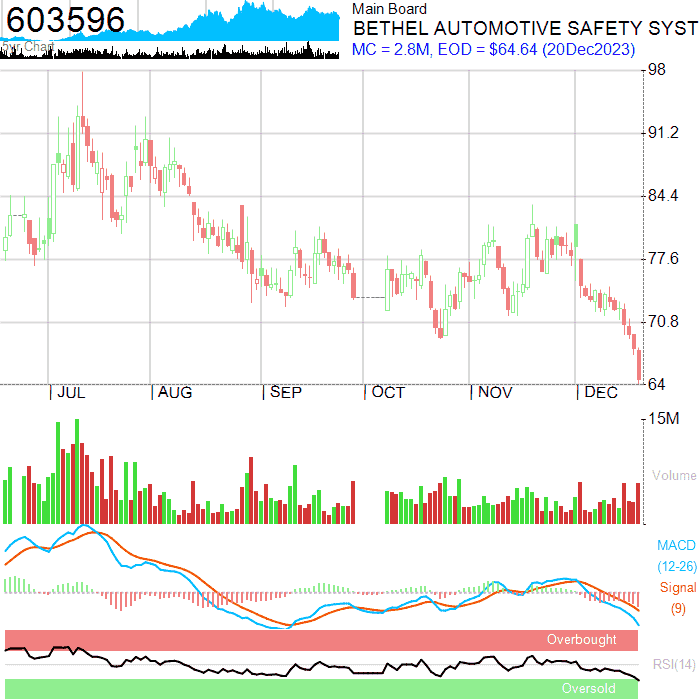 603596
5yr Chart
Main Board
BETHEL AUTOMOTIVE SAFETY SYST
MC = 2.8M, EOD = $64.64 (20Dec2023)
98
91.2
84.4
77.6
70.8
64
JUL AUG SEP OCT NOV DEC
15M
Volume
MACD
(12-26)
Signal
(9)
Overbought
RSI(14)
Oversold